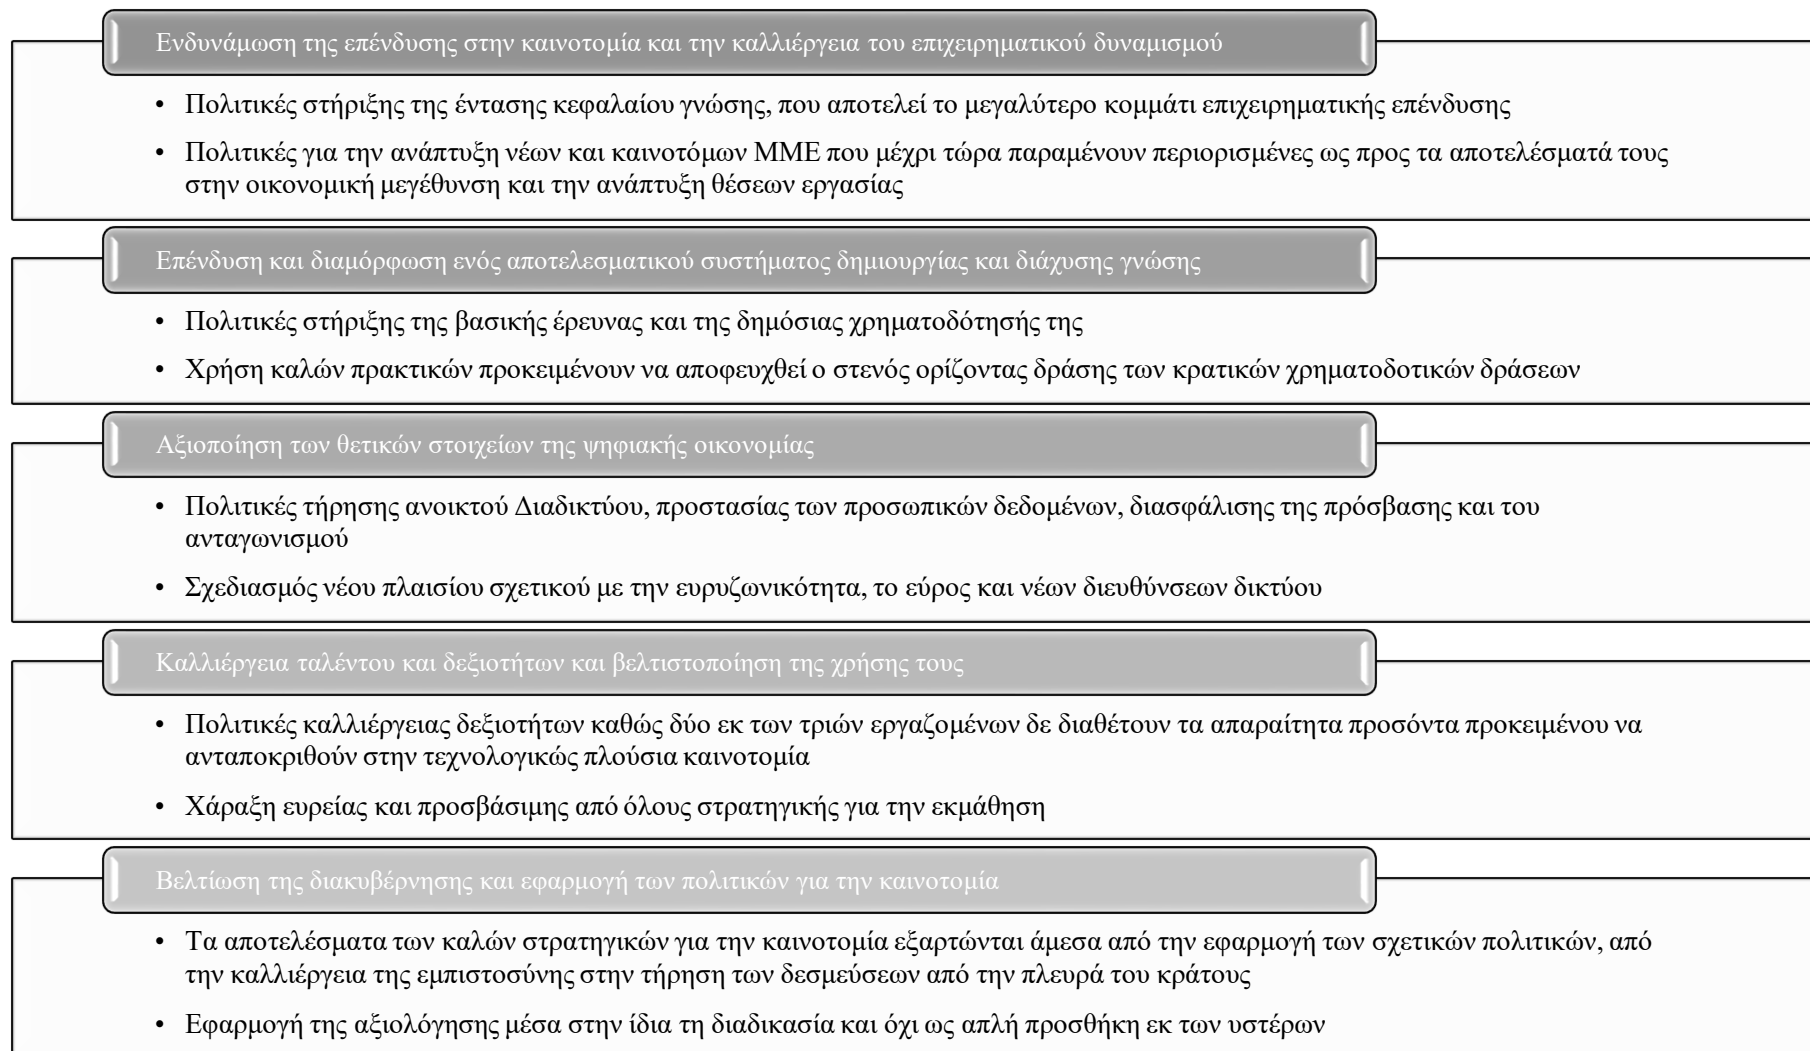 Ενδυνάμωση της επένδυσης στην καινοτομία και την καλλιέργεια του επιχειρηματικού δυναμισμού
• Πολιτικές στήριξης της έντασης κεφαλαίου γνώσης, που αποτελεί το μεγαλύτερο κομμάτι επιχειρηματικής επένδυσης
• Πολιτικές για την ανάπτυξη νέων και καινοτόμων ΜΜΕ που μέχρι τώρα παραμένουν περιορισμένες ως προς τα αποτελέσματά τους
στην οικονομική μεγέθυνση και την ανάπτυξη θέσεων εργασίας
Επένδυση και διαμόρφωση ενός αποτελεσματικού συστήματος δημιουργίας και διάχυσης γνώσης
• Πολιτικές στήριξης της βασικής έρευνας και της δημόσιας χρηματοδότησής της
• Χρήση καλών πρακτικών προκειμένουν να αποφευχθεί ο στενός ορίζοντας δράσης των κρατικών χρηματοδοτικών δράσεων
Αξιοποίηση των θετικών στοιχείων της ψηφιακής οικονομίας
• Πολιτικές τήρησης ανοικτού Διαδικτύου, προστασίας των προσωπικών δεδομένων, διασφάλισης της πρόσβασης και του
ανταγωνισμού
• Σχεδιασμός νέου πλαισίου σχετικού με την ευρυζωνικότητα, το εύρος και νέων διευθύνσεων δικτύου
Καλλιέργεια ταλέντου και δεξιοτήτων και βελτιστοποίηση της χρήσης τους
• Πολιτικές καλλιέργειας δεξιοτήτων καθώς δύο εκ των τριών εργαζομένων δε διαθέτουν τα απαραίτητα προσόντα προκειμένου να
ανταποκριθούν στην τεχνολογικώς πλούσια καινοτομία
• Χάραξη ευρείας και προσβάσιμης από όλους στρατηγικής για την εκμάθηση
Βελτίωση της διακυβέρνησης και εφαρμογή των πολιτικών για την καινοτομία
• Τα αποτελέσματα των καλών στρατηγικών για την καινοτομία εξαρτώνται άμεσα από την εφαρμογή των σχετικών πολιτικών, από
την καλλιέργεια της εμπιστοσύνης στην τήρηση των δεσμεύσεων από την πλευρά του κράτους
• Εφαρμογή της αξιολόγησης μέσα στην ίδια τη διαδικασία και όχι ως απλή προσθήκη εκ των υστέρων